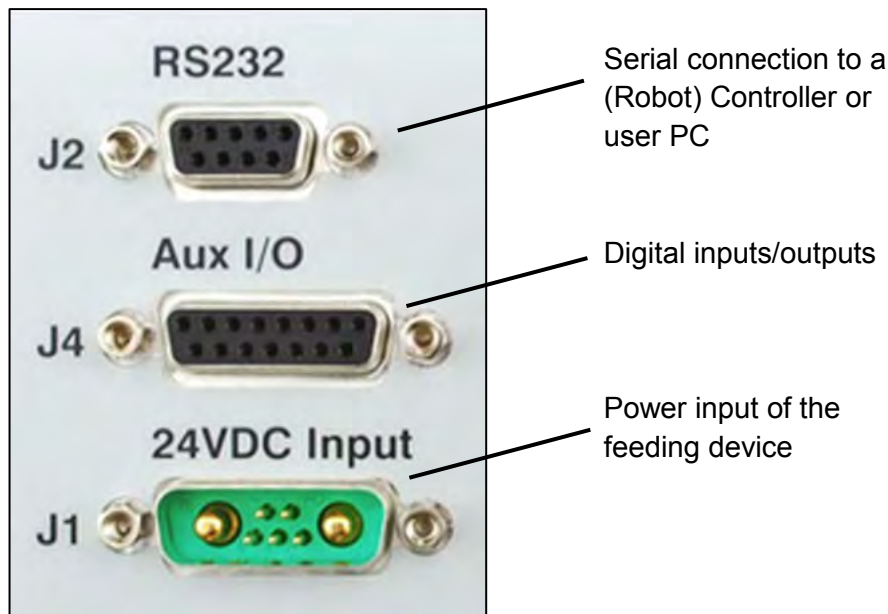 RS232
J2
Serial connection to a
(Robot) Controller or
user PC
Aux I/O
J4
Digital inputs/outputs
24VDC Input
J1
Power input of the
feeding device